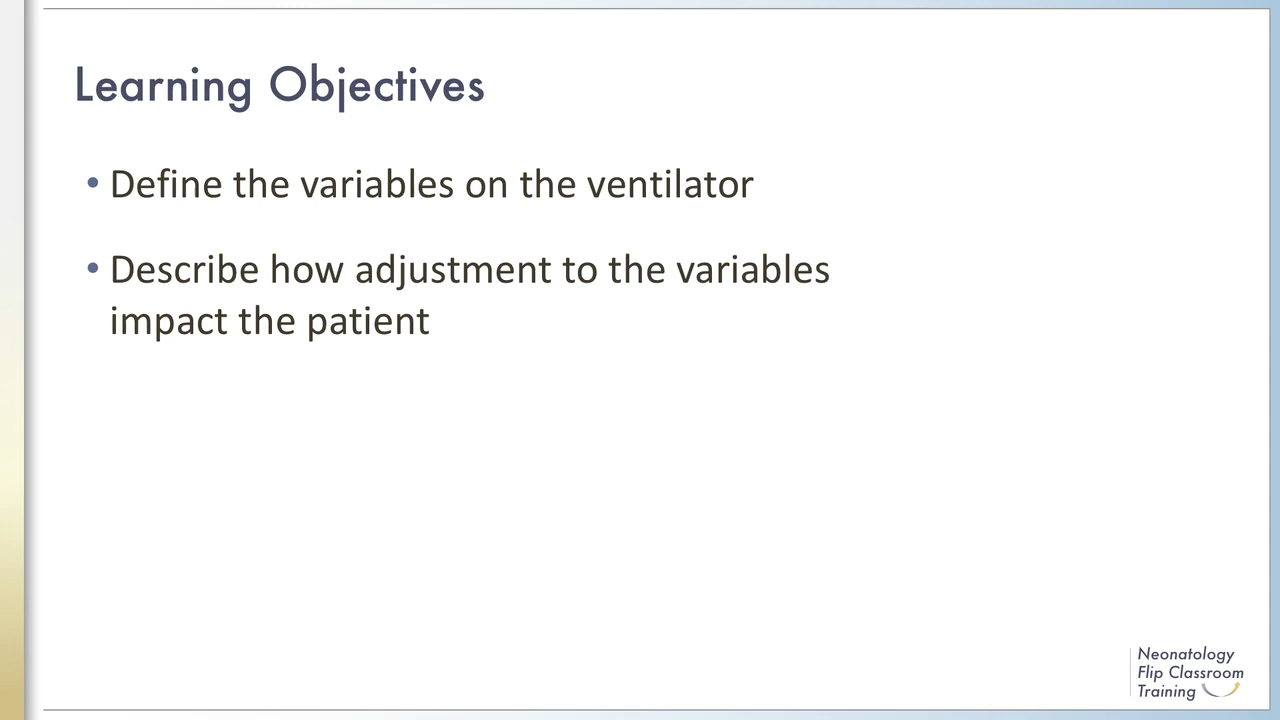 Learning Objectives
• Define the variables on the ventilator
• Describe how adjustment to the variables
impact the patient
Neonatology
Flip Classroom
Training